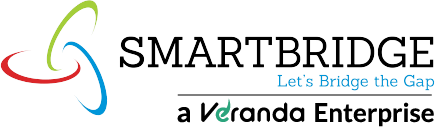 SMARTBRIDGE
Let's Bridge the Gap
a Veranda Enterprise